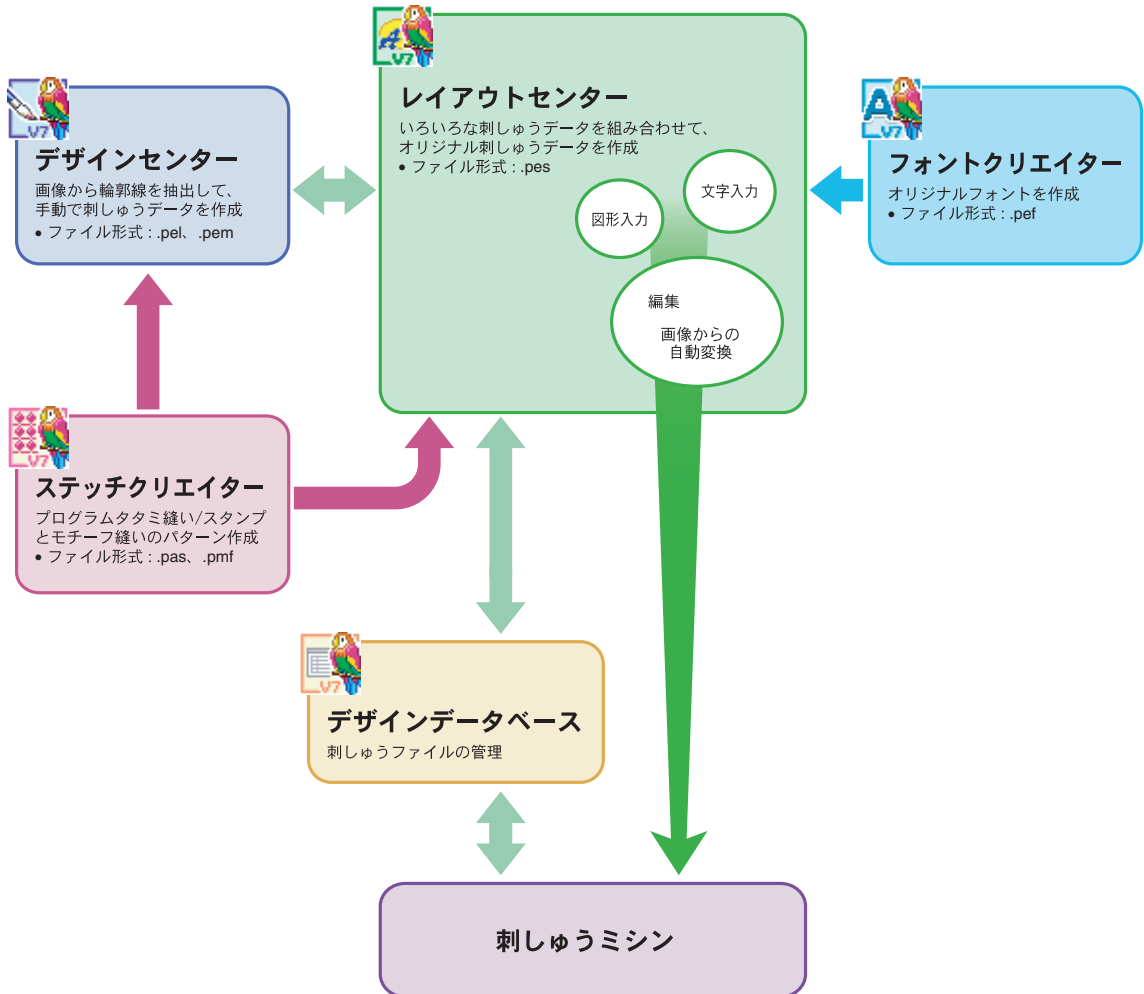 V7
レイアウトセンター
いろいろな刺しゅうデータを組み合わせて、
オリジナル刺しゅうデータを作成
• ファイル形式 : .pes
文字入力
図形入力
編集
画像からの
自動変換
V7
デザインセンター
画像から輪郭線を抽出して、
手動で刺しゅうデータを作成
• ファイル形式 : .pel、.pem
A
V7
フォントクリエイター
オリジナルフォントを作成
• ファイル形式 : .pef
V7
ステッチクリエイター
プログラムタタミ縫い/スタンプ
とモチーフ縫いのパターン作成
• ファイル形式 : .pas、.pmf
V7
デザインデータベース
刺しゅうファイルの管理
刺しゅうミシン